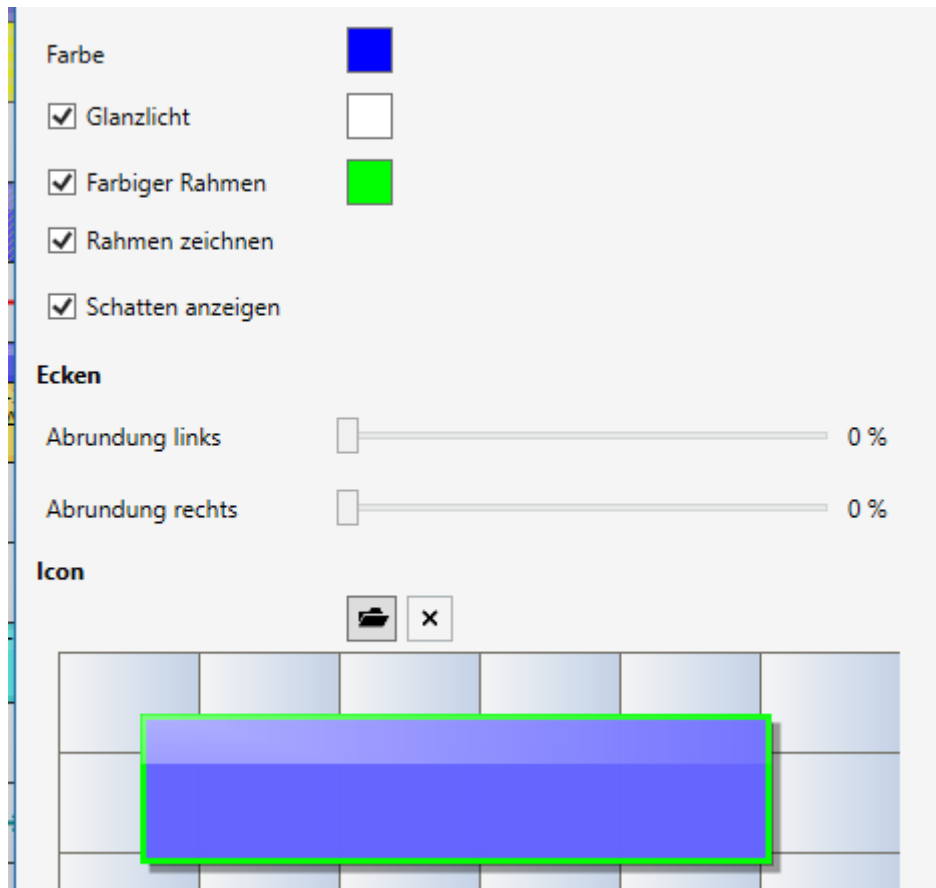 Farbe
Glanzlicht
Farbiger Rahmen
Rahmen zeichnen
Schatten anzeigen
Ecken
Abrundung links 0 %
Abrundung rechts 0 %
Icon